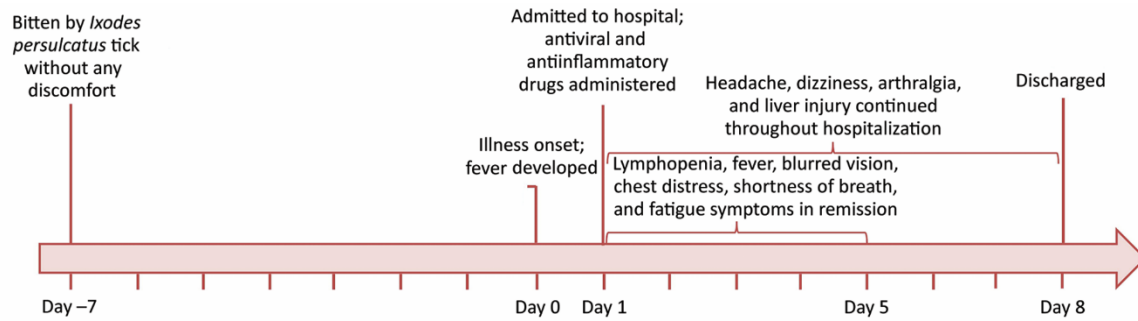 Bitten by Ixodes
persulcatus tick
without any
discomfort
Illness onset;
fever developed
Admitted to hospital;
antiviral and
antiinflammatory
drugs administered
Headache, dizziness, arthralgia,
and liver injury continued
throughout hospitalization
Lymphopenia, fever, blurred vision,
chest distress, shortness of breath,
and fatigue symptoms in remission
Discharged
Day –7
Day 0
Day 1
Day 5
Day 8